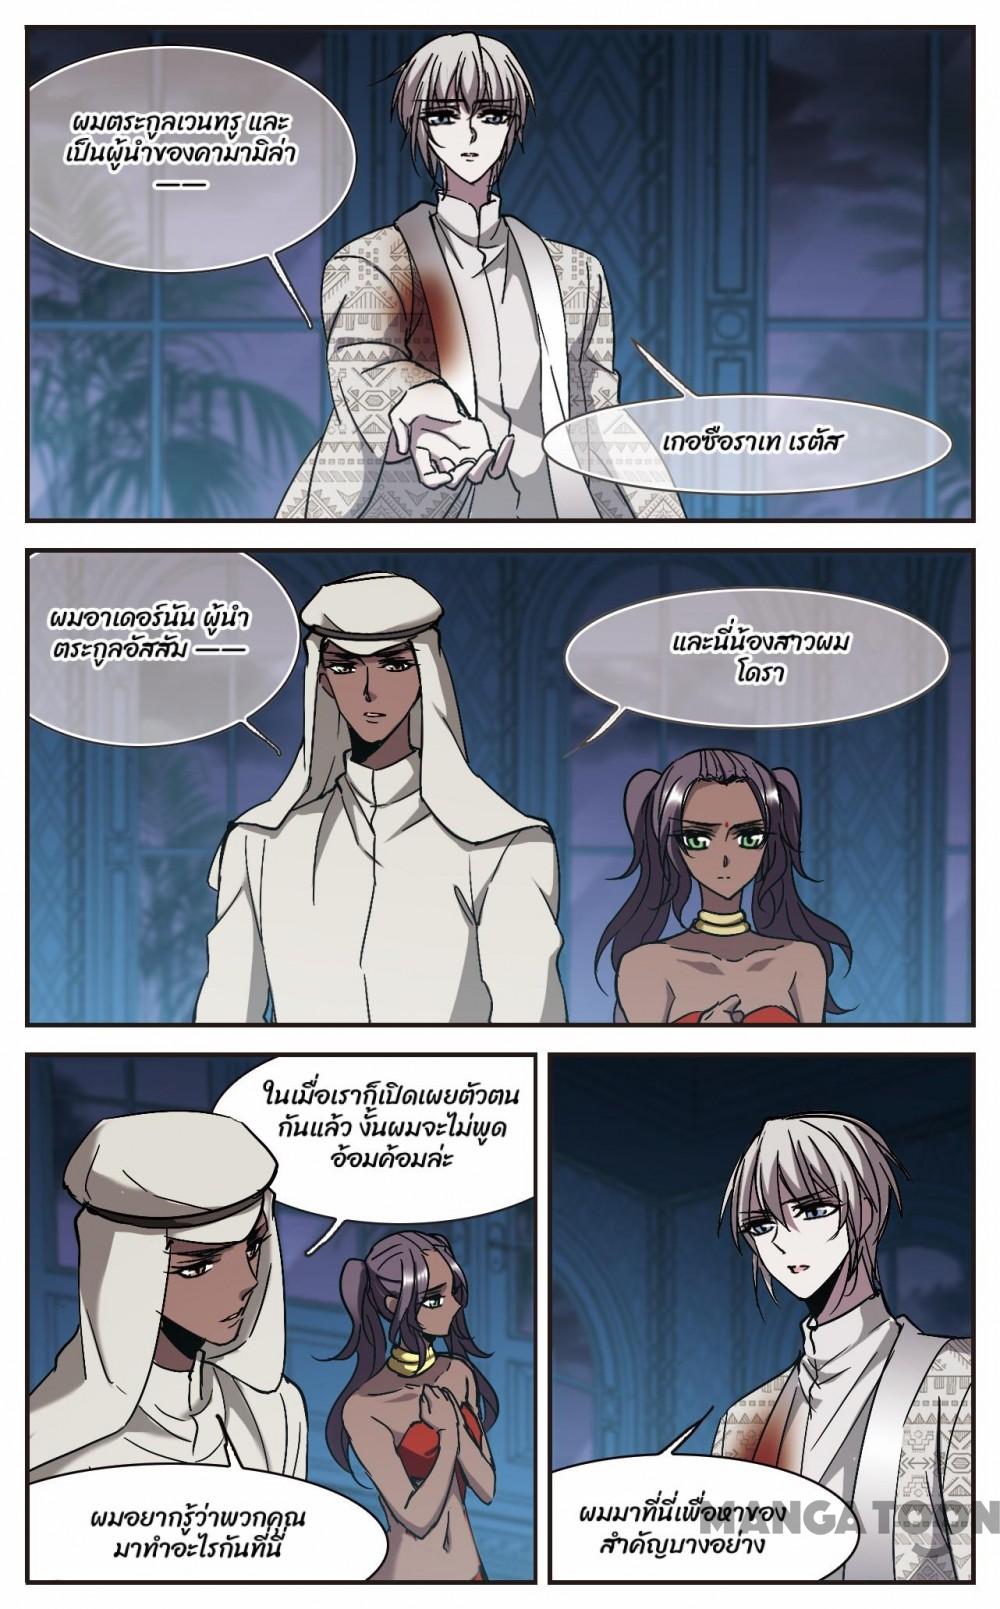 ผมตระกูลเวนทรู และ
เป็นผู้นำของคามามิล่า
——
เกอซือราเท เรตัส
ผมอาเดอร์นัน ผู้นำ
ตระกูลอัสสัม ——
และนี่น้องสาวผม
โดรา
ในเมื่อเราก็เปิดเผยตัวตน
กันแล้ว งั้นผมจะไม่พูด
อ้อมค้อมล่ะ
ผมอยากรู้ว่าพวกคุณ
มาทำอะไรกันที่นี่
ผมมาที่นี่เพื่อหาของ
สำคัญบางอย่าง
MANGATOON